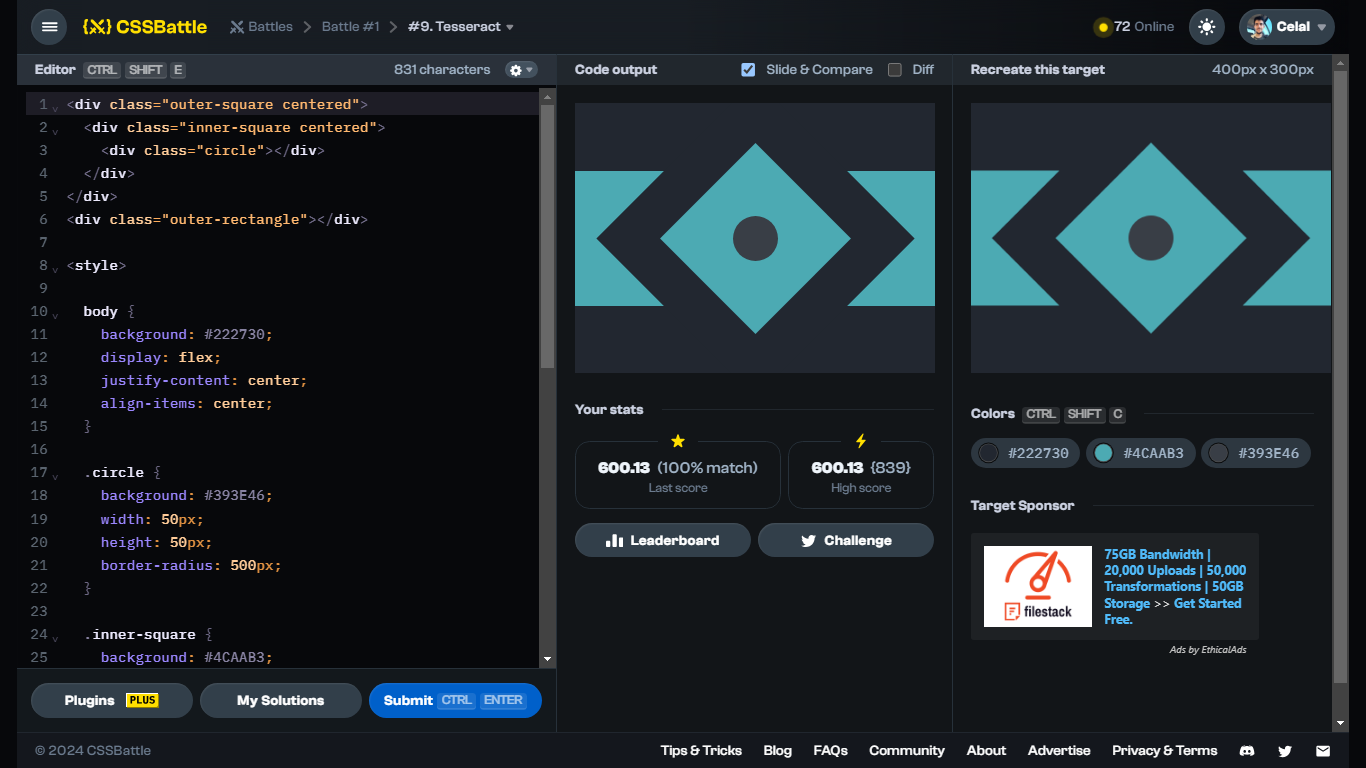 {X} CSSBattle
Battles > Battle #1 > #9. Tesseract
72 Online
Celal
Editor CTRL SHIFT E
831 characters
1 <div class="outer-square centered">
2 <div class="inner-square centered">
3 <div class="circle"></div>
4 </div>
5 </div>
6 <div class="outer-rectangle"></div>
7
8 <style>
9
10 body {
11 background: #222730;
12 display: flex;
13 justify-content: center;
14 align-items: center;
15 }
16
17 .circle {
18 background: #393E46;
19 width: 50px;
20 height: 50px;
21 border-radius: 500px;
22 }
23
24 .inner-square {
25 background: #4CAAB3;
Plugins PLUS
My Solutions
Submit CTRL ENTER
Code output
Slide & Compare
Diff
Your stats
600.13 (100% match)
Last score
600.13 {839}
High score
Leaderboard
Challenge
Recreate this target
400px x 300px
Colors CTRL SHIFT C
#222730
#4CAAB3
#393E46
Target Sponsor
filestack
75GB Bandwidth |
20,000 Uploads | 50,000
Transformations | 50GB
Storage >> Get Started
Free.
Ads by EthicalAds
© 2024 CSSBattle
Tips & Tricks
Blog
FAQs
Community
About
Advertise
Privacy & Terms